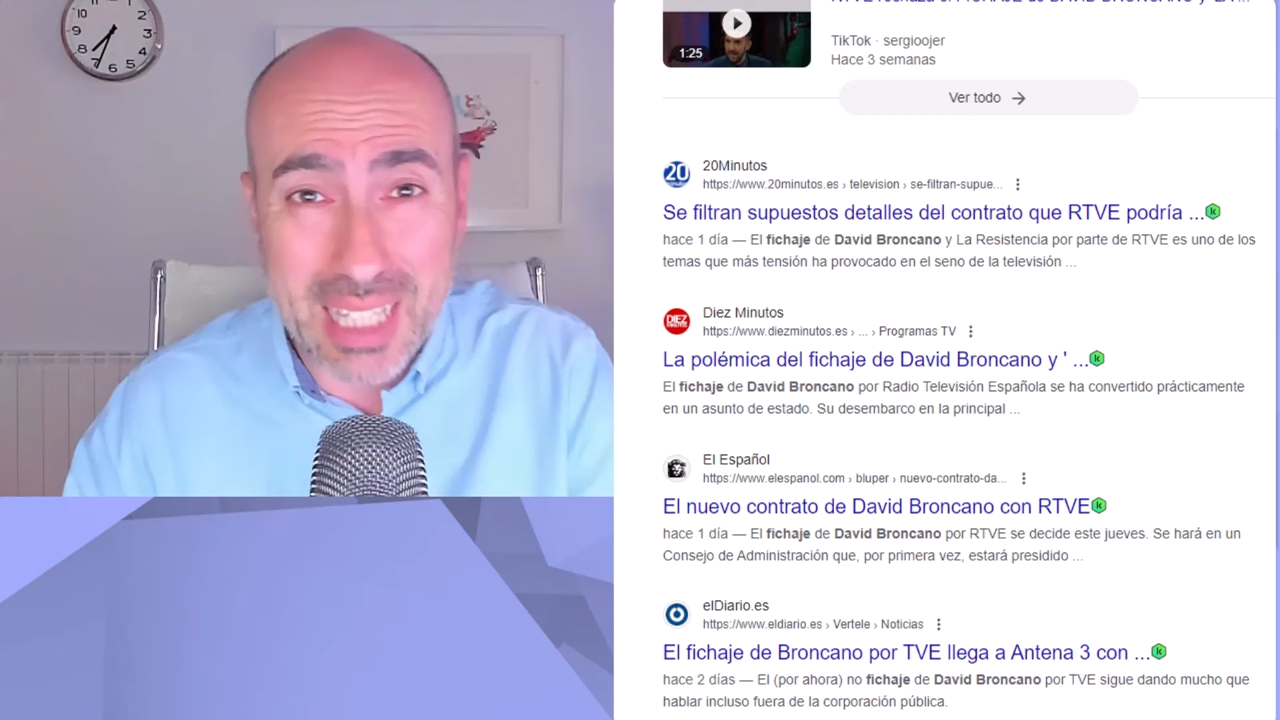 RTVE rechaza el FICHAJE de DAVID BRONCANO y 'LA ...
1:25
TikTok · sergioojer
Hace 3 semanas
Ver todo →
20Minutos
https://www.20minutos.es › television › se-filtran-supue...
Se filtran supuestos detalles del contrato que RTVE podría ...
hace 1 día — El fichaje de David Broncano y La Resistencia por parte de RTVE es uno de los
temas que más tensión ha provocado en el seno de la televisión ...
Diez Minutos
https://www.diezminutos.es › ... › Programas TV
La polémica del fichaje de David Broncano y ' ...
El fichaje de David Broncano por Radio Televisión Española se ha convertido prácticamente
en un asunto de estado. Su desembarco en la principal ...
El Español
https://www.elespanol.com › bluper › nuevo-contrato-da...
El nuevo contrato de David Broncano con RTVE
hace 1 día — El fichaje de David Broncano por RTVE se decide este jueves. Se hará en un
Consejo de Administración que, por primera vez, estará presidido ...
elDiario.es
https://www.eldiario.es › Vertele › Noticias
El fichaje de Broncano por TVE llega a Antena 3 con ...
hace 2 días — El (por ahora) no fichaje de David Broncano por TVE sigue dando mucho que
hablar incluso fuera de la corporación pública.